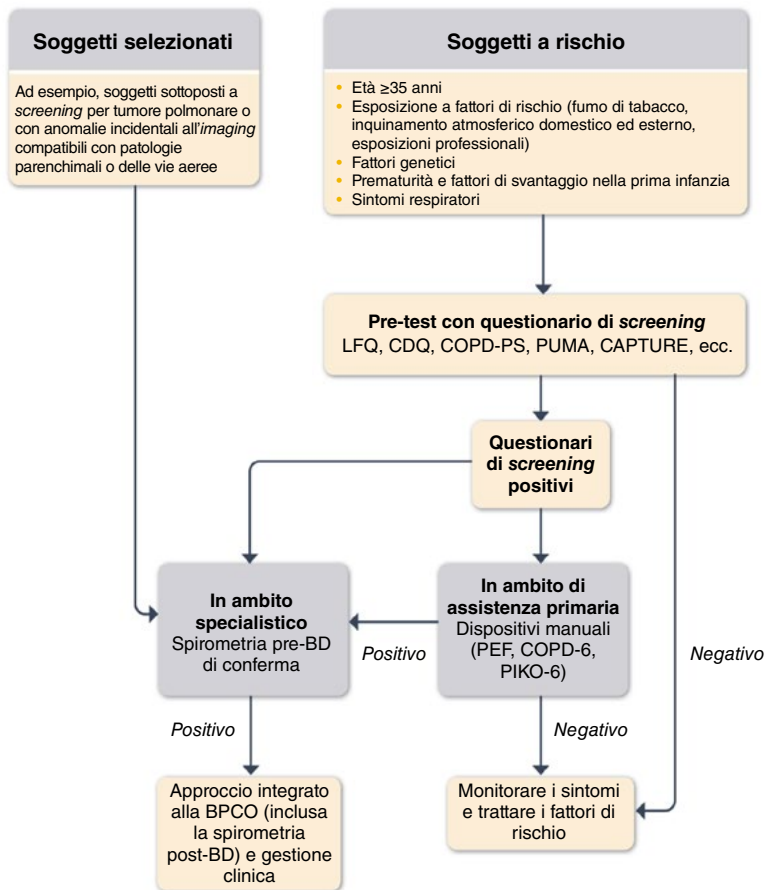 Soggetti selezionati
Ad esempio, soggetti sottoposti a
screening per tumore polmonare o
con anomalie incidentali all'imaging
compatibili con patologie
parenchimali o delle vie aeree
Soggetti a rischio
• Età ≥35 anni
• Esposizione a fattori di rischio (fumo di tabacco,
inquinamento atmosferico domestico ed esterno,
esposizioni professionali)
• Fattori genetici
• Prematurità e fattori di svantaggio nella prima infanzia
• Sintomi respiratori
Pre-test con questionario di screening
LFQ, CDQ, COPD-PS, PUMA, CAPTURE, ecc.
Questionari
di screening
positivi
In ambito
specialistico
Spirometria pre-BD
di conferma
Positivo
In ambito di
assistenza primaria
Dispositivi manuali
(PEF, COPD-6,
PIKO-6)
Negativo
Positivo
Negativo
Approccio integrato
alla BPCO (inclusa
la spirometria
post-BD) e gestione
clinica
Monitorare i sintomi
e trattare i fattori di
rischio